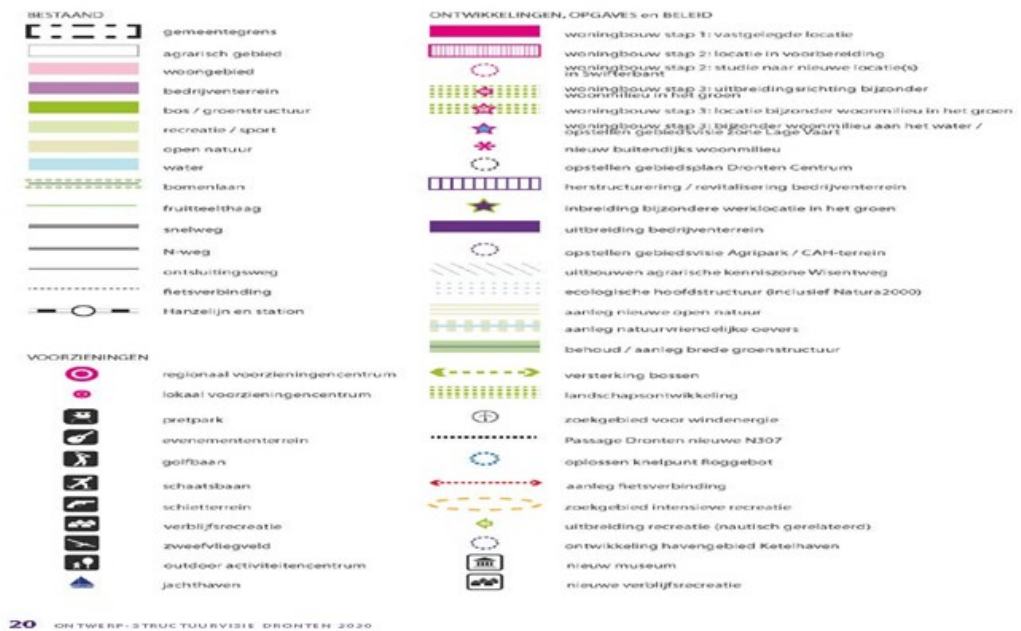 BESTAAND
gemeentegrens
agrarisch gebied
woongebied
bedrijventerrein
bos / groenstructuur
recreatie / sport
open natuur
water
bomenlaan
fruitteelthaag
snelweg
N-weg
ontsluitingsweg
fietsverbinding
Hanzelijn en station
VOORZIENINGEN
regionaal voorzieningencentrum
lokaal voorzieningencentrum
pretpark
evenemententerrein
golfbaan
schaatsbaan
schietterrein
verblijfsrecreatie
zweefvliegveld
outdoor activiteitencentrum
jachthaven
ONTWIKKELINGEN, OPGAVES en BELEID
woningbouw stap 1: vastgelegde locatie
woningbouw stap 2: locatie in voorbereiding
woningbouw stap 2: studie naar nieuwe locatie(s)
in Swifterbant
woningbouw stap 3: uitbreidingsrichting bijzonder
woonmilieu in het groen
woningbouw stap 3: locatie bijzonder woonmilieu in het groen
woningbouw stap 3: bijzonder woonmilieu aan het water /
opstellen gebiedsvisie zone Lage Vaart
nieuw buitendijks woonmilieu
opstellen gebiedsplan Dronten Centrum
herstructurering / revitalisering bedrijventerrein
inbreiding bijzondere werklocatie in het groen
uitbreiding bedrijventerrein
opstellen gebiedsvisie Agripark / CAH-terrein
uitbouwen agrarische kenniszone Wisentweg
ecologische hoofdstructuur (inclusief Natura2000)
aanleg nieuwe open natuur
aanleg natuurvriendelijke oevers
behoud / aanleg brede groenstructuur
versterking bossen
landschapsontwikkeling
zoekgebied voor windenergie
Passage Dronten nieuwe N307
oplossen knelpunt Roggebot
aanleg fietsverbinding
zoekgebied intensieve recreatie
uitbreiding recreatie (nautisch gerelateerd)
ontwikkeling havengebied Ketelhaven
nieuw museum
nieuwe verblijfsrecreatie
20 ONTWERP-STRUCTUURVISIE DRONTEN 2020